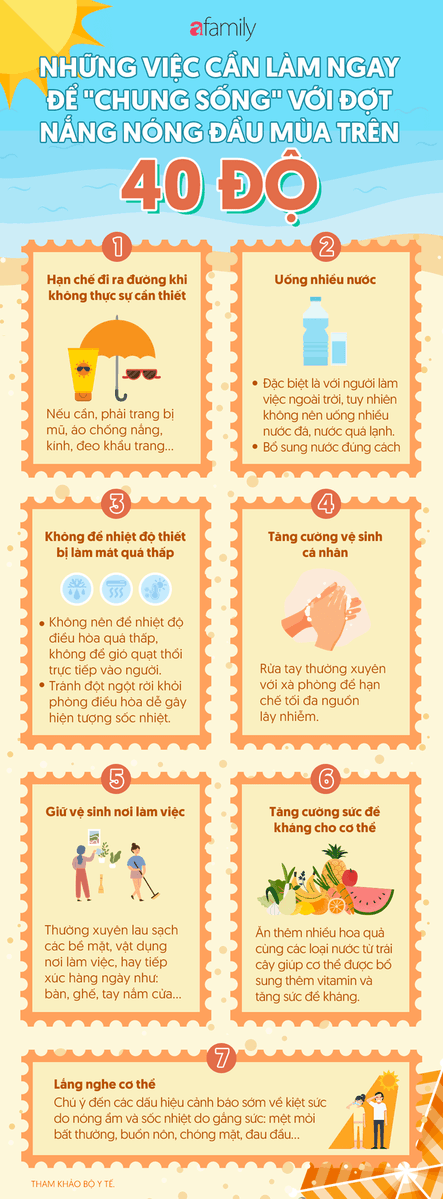 afamily
NHỮNG VIỆC CẦN LÀM NGAY
ĐỂ "CHUNG SỐNG" VỚI ĐỢT
NẮNG NÓNG ĐẦU MÙA TRÊN
40 ĐỘ
1
Hạn chế đi ra đường khi
không thực sự cần thiết
Nếu cần, phải trang bị
mũ, áo chống nắng,
kính, đeo khẩu trang...
2
Uống nhiều nước
• Đặc biệt là với người làm
việc ngoài trời, tuy nhiên
không nên uống nhiều
nước đá, nước quá lạnh.
• Bổ sung nước đúng cách
3
Không để nhiệt độ thiết
bị làm mát quá thấp
• Không nên để nhiệt độ
điều hòa quá thấp,
không để gió quạt thổi
trực tiếp vào người.
• Tránh đột ngột rời khỏi
phòng điều hòa dễ gây
hiện tượng sốc nhiệt.
4
Tăng cường vệ sinh
cá nhân
Rửa tay thường xuyên
với xà phòng để hạn
chế tối đa nguồn
lây nhiễm.
5
Giữ vệ sinh nơi làm việc
Thường xuyên lau sạch
các bề mặt, vật dụng
nơi làm việc, hay tiếp
xúc hàng ngày như:
bàn, ghế, tay nắm cửa...
6
Tăng cường sức đề
kháng cho cơ thể
Ăn thêm nhiều hoa quả
cùng các loại nước từ trái
cây giúp cơ thể được bổ
sung thêm vitamin và
tăng sức đề kháng.
7
Lắng nghe cơ thể
Chú ý đến các dấu hiệu cảnh báo sớm về kiệt sức
do nóng ẩm và sốc nhiệt do gắng sức: mệt mỏi
bất thường, buồn nôn, chóng mặt, đau đầu...
THAM KHẢO BỘ Y TẾ.